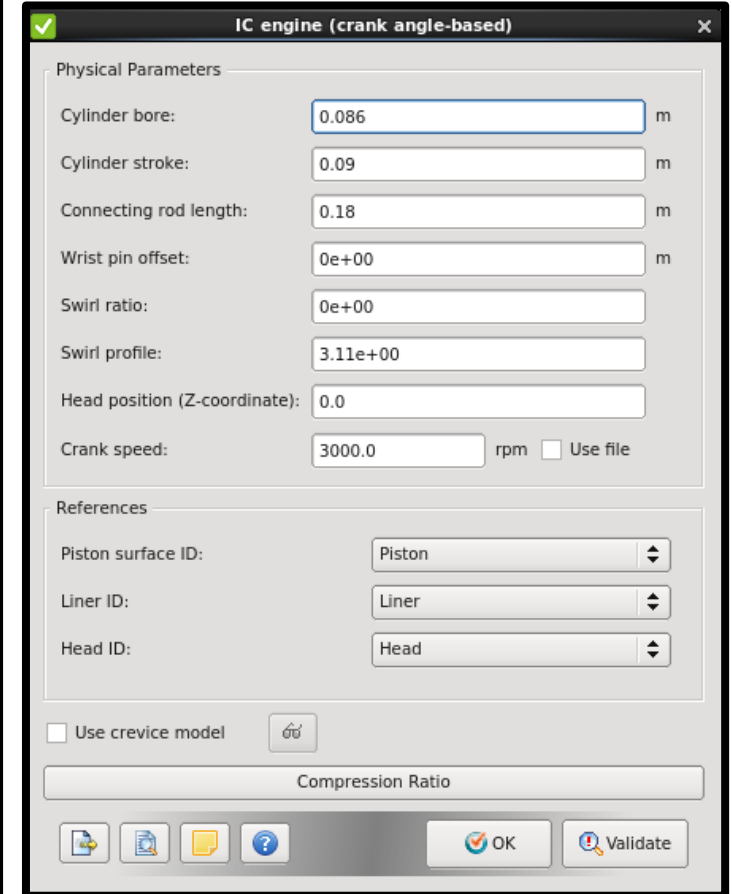 IC engine (crank angle-based)
Physical Parameters
Cylinder bore: 0.086 m
Cylinder stroke: 0.09 m
Connecting rod length: 0.18 m
Wrist pin offset: 0e+00 m
Swirl ratio: 0e+00
Swirl profile: 3.11e+00
Head position (Z-coordinate): 0.0
Crank speed: 3000.0 rpm Use file
References
Piston surface ID: Piston
Liner ID: Liner
Head ID: Head
Use crevice model
Compression Ratio
OK Validate